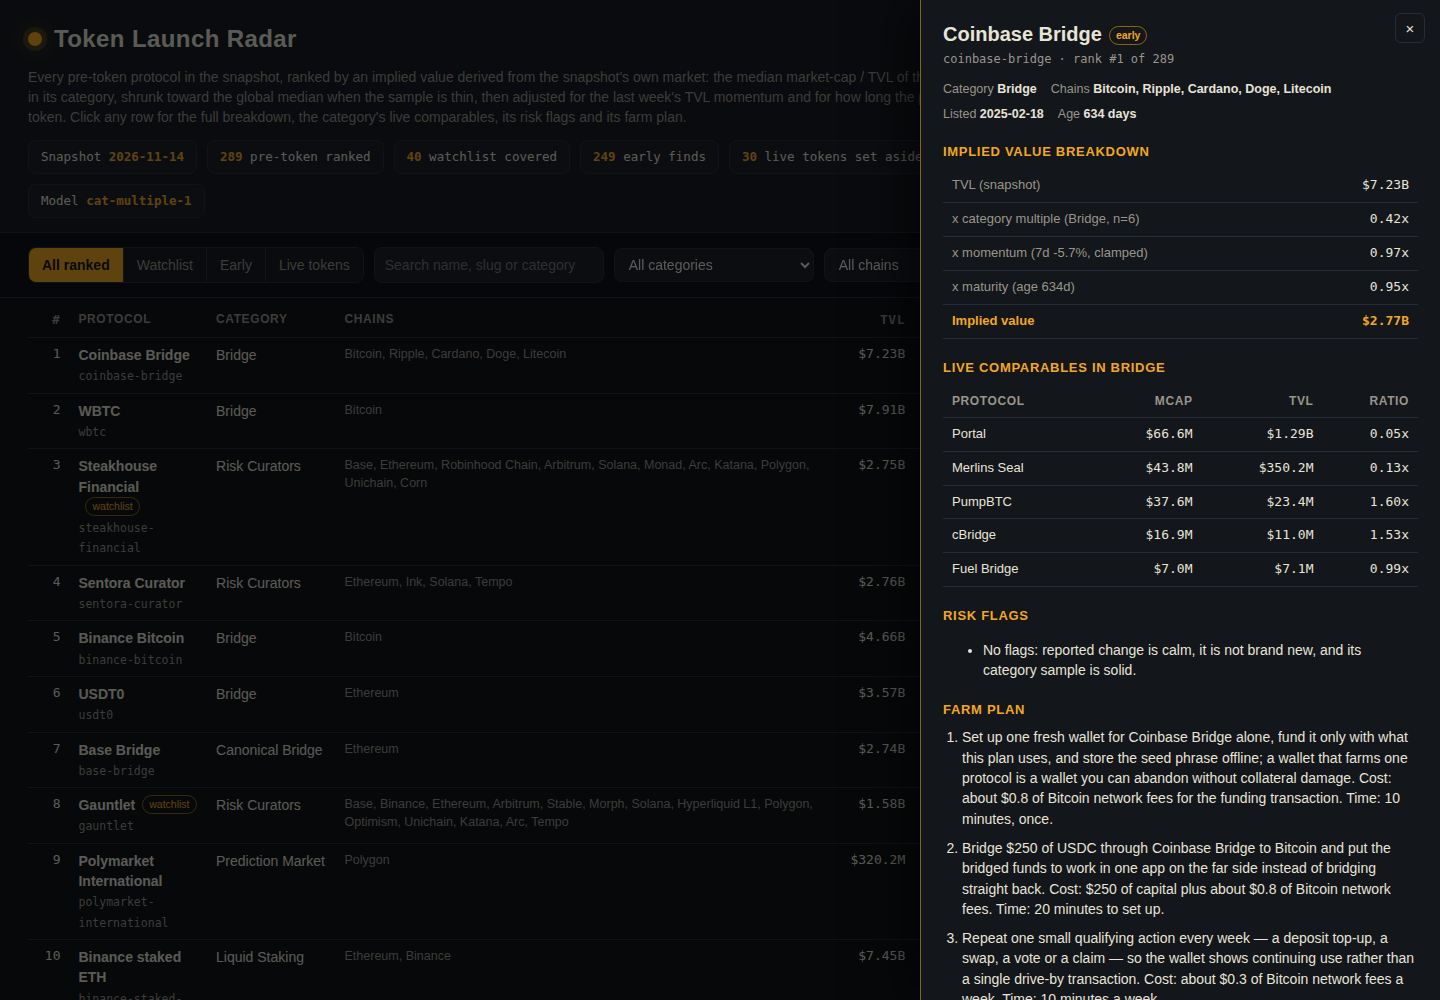 Token Launch Radar
Every pre-token protocol in the snapshot, ranked by an implied value derived from the snapshot's own market: the median market-cap / TVL of
in its category, shrunk toward the global median when the sample is thin, then adjusted for the last week's TVL momentum and for how long the
token. Click any row for the full breakdown, the category's live comparables, its risk flags and its farm plan.
Snapshot 2026-11-14
289 pre-token ranked
40 watchlist covered
249 early finds
30 live tokens set aside
Model cat-multiple-1
All ranked
Watchlist
Early
Live tokens
Search name, slug or category
All categories
All chains
# PROTOCOL CATEGORY CHAINS TVL
1 Coinbase Bridge Bridge Bitcoin, Ripple, Cardano, Doge, Litecoin $7.23B
coinbase-bridge
2 WBTC Bridge Bitcoin $7.91B
wbtc
3 Steakhouse Risk Curators Base, Ethereum, Robinhood Chain, Arbitrum, Solana, Monad, Arc, Katana, Polygon, $2.75B
Financial Unichain, Corn
watchlist
steakhouse-
financial
4 Sentora Curator Risk Curators Ethereum, Ink, Solana, Tempo $2.76B
sentora-curator
5 Binance Bitcoin Bridge Bitcoin $4.66B
binance-bitcoin
6 USDT0 Bridge Ethereum $3.57B
usdt0
7 Base Bridge Canonical Bridge Ethereum $2.74B
base-bridge
8 Gauntlet watchlist Risk Curators Base, Binance, Ethereum, Arbitrum, Stable, Morph, Solana, Hyperliquid L1, Polygon, $1.58B
gauntlet Optimism, Unichain, Katana, Arc, Tempo
9 Polymarket Prediction Market Polygon $320.2M
International
polymarket-
international
10 Binance staked Liquid Staking Ethereum, Binance $7.45B
ETH
binance-staked-
Coinbase Bridge early
×
coinbase-bridge · rank #1 of 289
Category Bridge Chains Bitcoin, Ripple, Cardano, Doge, Litecoin
Listed 2025-02-18 Age 634 days
IMPLIED VALUE BREAKDOWN
TVL (snapshot) $7.23B
x category multiple (Bridge, n=6) 0.42x
x momentum (7d -5.7%, clamped) 0.97x
x maturity (age 634d) 0.95x
Implied value $2.77B
LIVE COMPARABLES IN BRIDGE
PROTOCOL MCAP TVL RATIO
Portal $66.6M $1.29B 0.05x
Merlins Seal $43.8M $350.2M 0.13x
PumpBTC $37.6M $23.4M 1.60x
cBridge $16.9M $11.0M 1.53x
Fuel Bridge $7.0M $7.1M 0.99x
RISK FLAGS
• No flags: reported change is calm, it is not brand new, and its
category sample is solid.
FARM PLAN
1. Set up one fresh wallet for Coinbase Bridge alone, fund it only with what
this plan uses, and store the seed phrase offline; a wallet that farms one
protocol is a wallet you can abandon without collateral damage. Cost:
about $0.8 of Bitcoin network fees for the funding transaction. Time: 10
minutes, once.
2. Bridge $250 of USDC through Coinbase Bridge to Bitcoin and put the
bridged funds to work in one app on the far side instead of bridging
straight back. Cost: $250 of capital plus about $0.8 of Bitcoin network
fees. Time: 20 minutes to set up.
3. Repeat one small qualifying action every week — a deposit top-up, a
swap, a vote or a claim — so the wallet shows continuing use rather than
a single drive-by transaction. Cost: about $0.3 of Bitcoin network fees a
week. Time: 10 minutes a week.